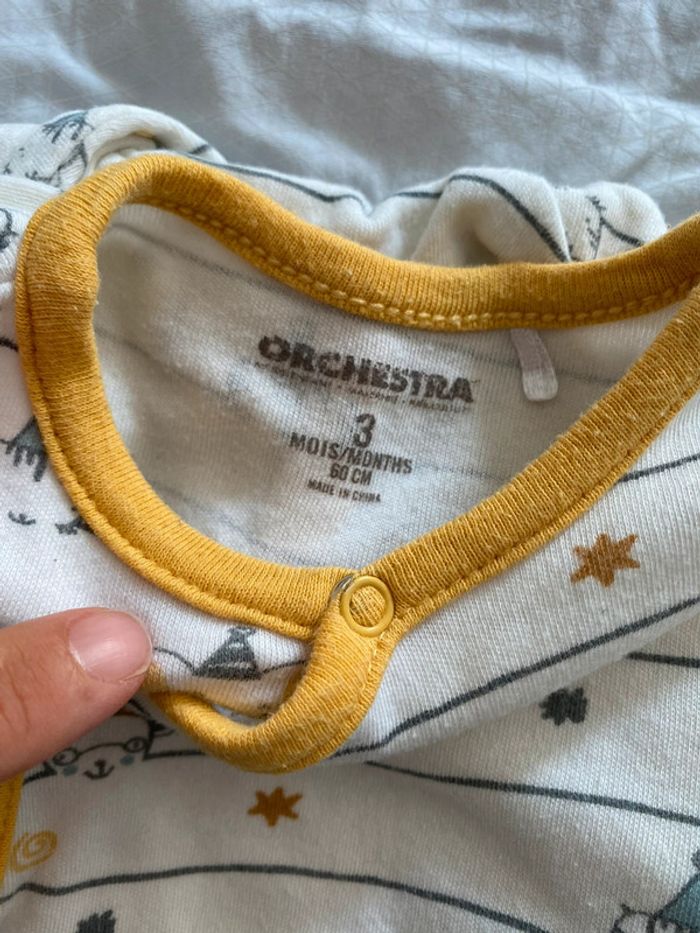 ORCHESTRA
3
MOIS/MONTHS
60 CM
MADE IN CHINA